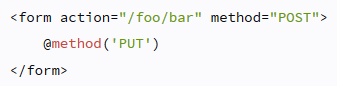 <form action="/foo/bar" method="POST">
    @method('PUT')
</form>